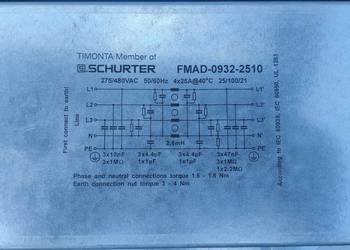 TIMONTA Member of
SCHURTER FMAD-0932-2510
275/480VAC 50/60Hz 4x25A@40°C 25/100/21
First connect to earth!
Line
L1 L1'
L2 L2'
L3 L3'
N N'
2,6mH
PE PE
3x10nF 3x4.4µF 3x4.4µF 3x47nF
3x1MΩ 1x1µF 1x1µF 3x1MΩ
1x2.2MΩ
Phase and neutral connections torque 1.5 - 1.8 Nm
Earth connection nut torque 3 - 4 Nm
According to IEC 60939, IEC 60950, UL 1283